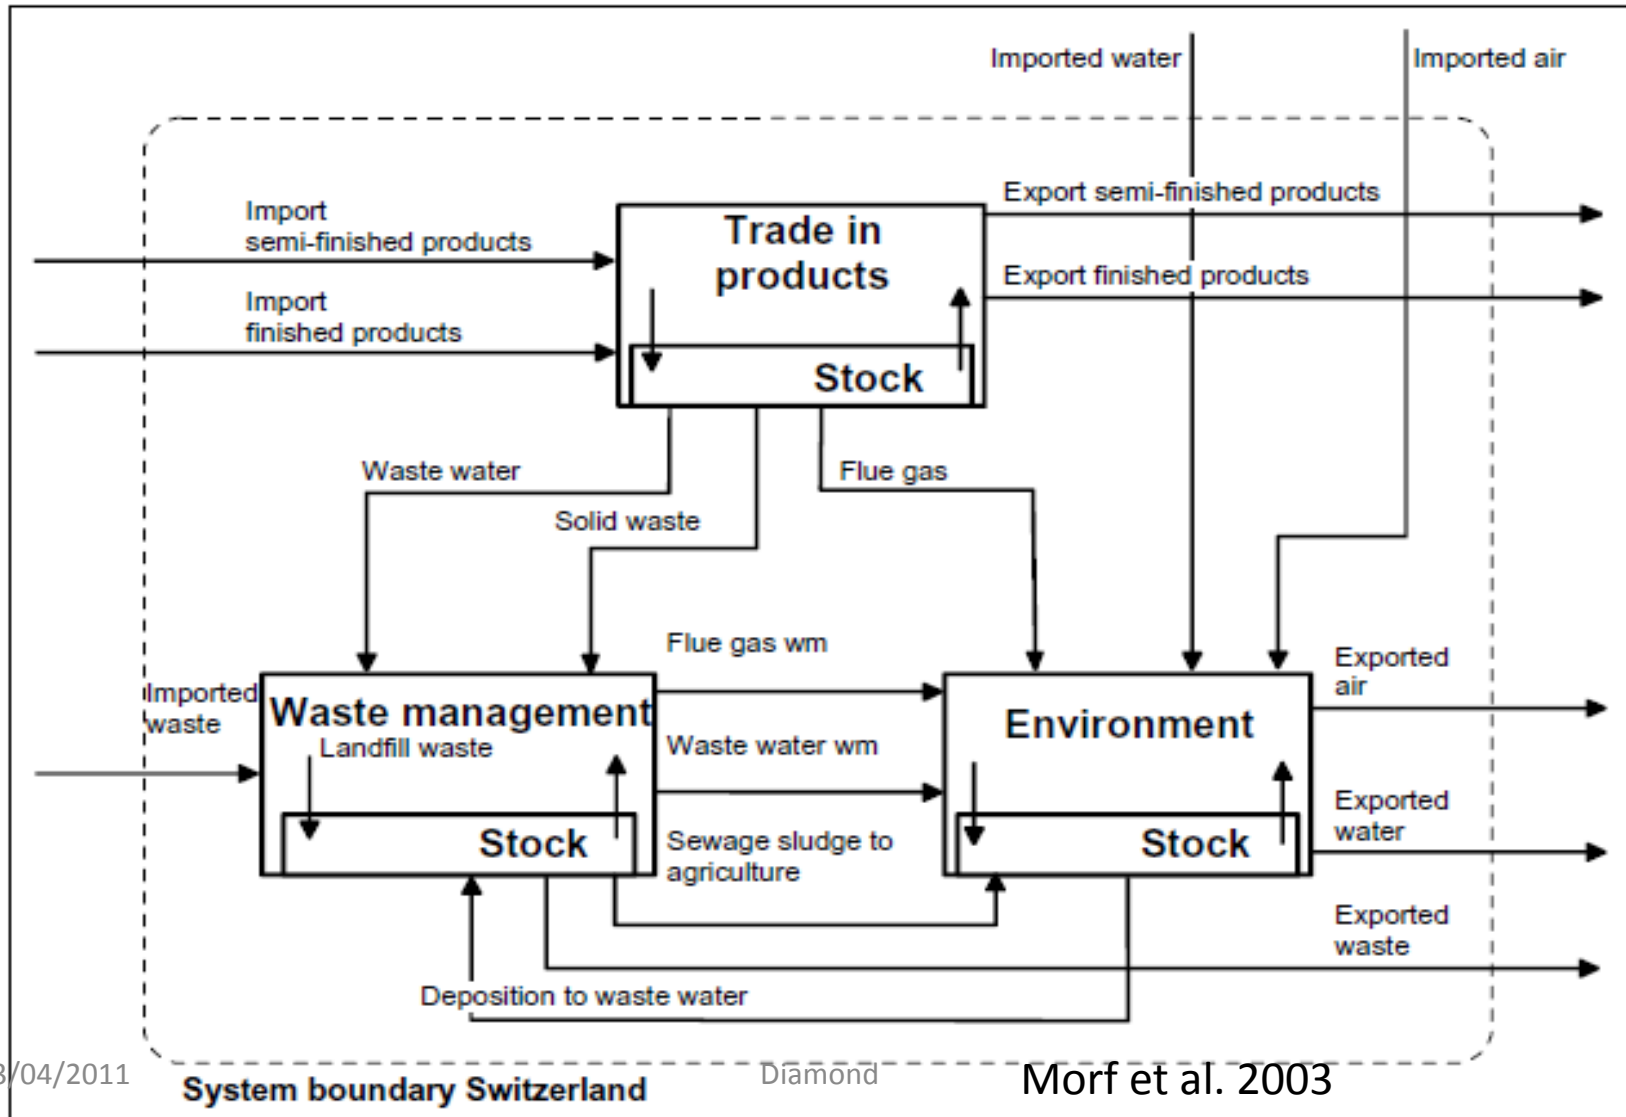 Imported water
Imported air
Import
semi-finished products
Export semi-finished products
Trade in
products
Import
finished products
Export finished products
Stock
Waste water
Flue gas
Solid waste
Flue gas wm
Exported
air
Imported
waste
Waste management
Landfill waste
Waste water wm
Environment
Exported
water
Stock
Sewage sludge to
agriculture
Stock
Exported
waste
Deposition to waste water
3/04/2011
Diamond
Morf et al. 2003
System boundary Switzerland